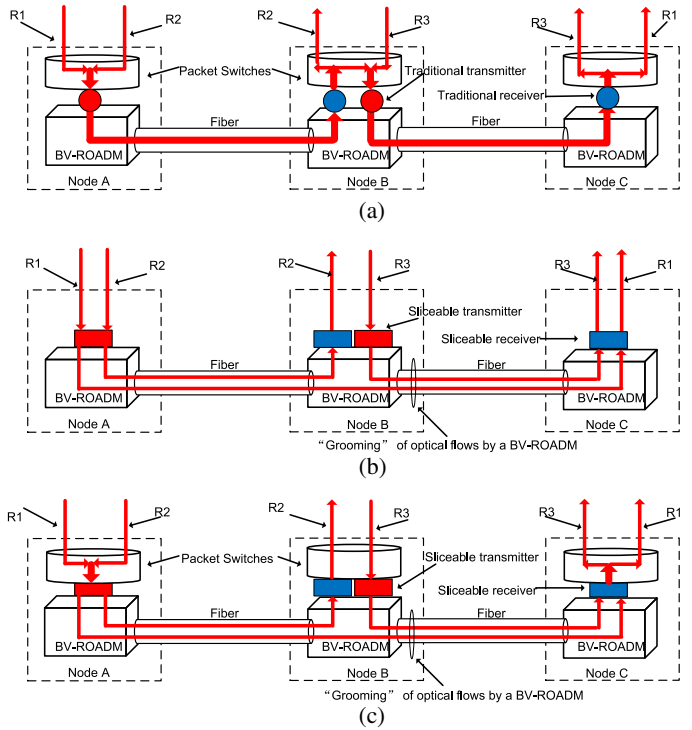 R1
R2
R2
R3
R3
R1
Packet Switches
Traditional transmitter
Traditional receiver
Fiber
Fiber
BV-ROADM
BV-ROADM
BV-ROADM
Node A
Node B
Node C
(a)
R1
R2
R2
R3
R3
R1
Sliceable transmitter
Sliceable receiver
Fiber
Fiber
BV-ROADM
BV-ROADM
BV-ROADM
Node A
Node B
Node C
“Grooming” of optical flows by a BV-ROADM
(b)
R1
R2
R2
R3
R3
R1
Packet Switches
Sliceable transmitter
Sliceable receiver
Fiber
Fiber
BV-ROADM
BV-ROADM
BV-ROADM
Node A
Node B
Node C
“Grooming” of optical flows by a BV-ROADM
(c)